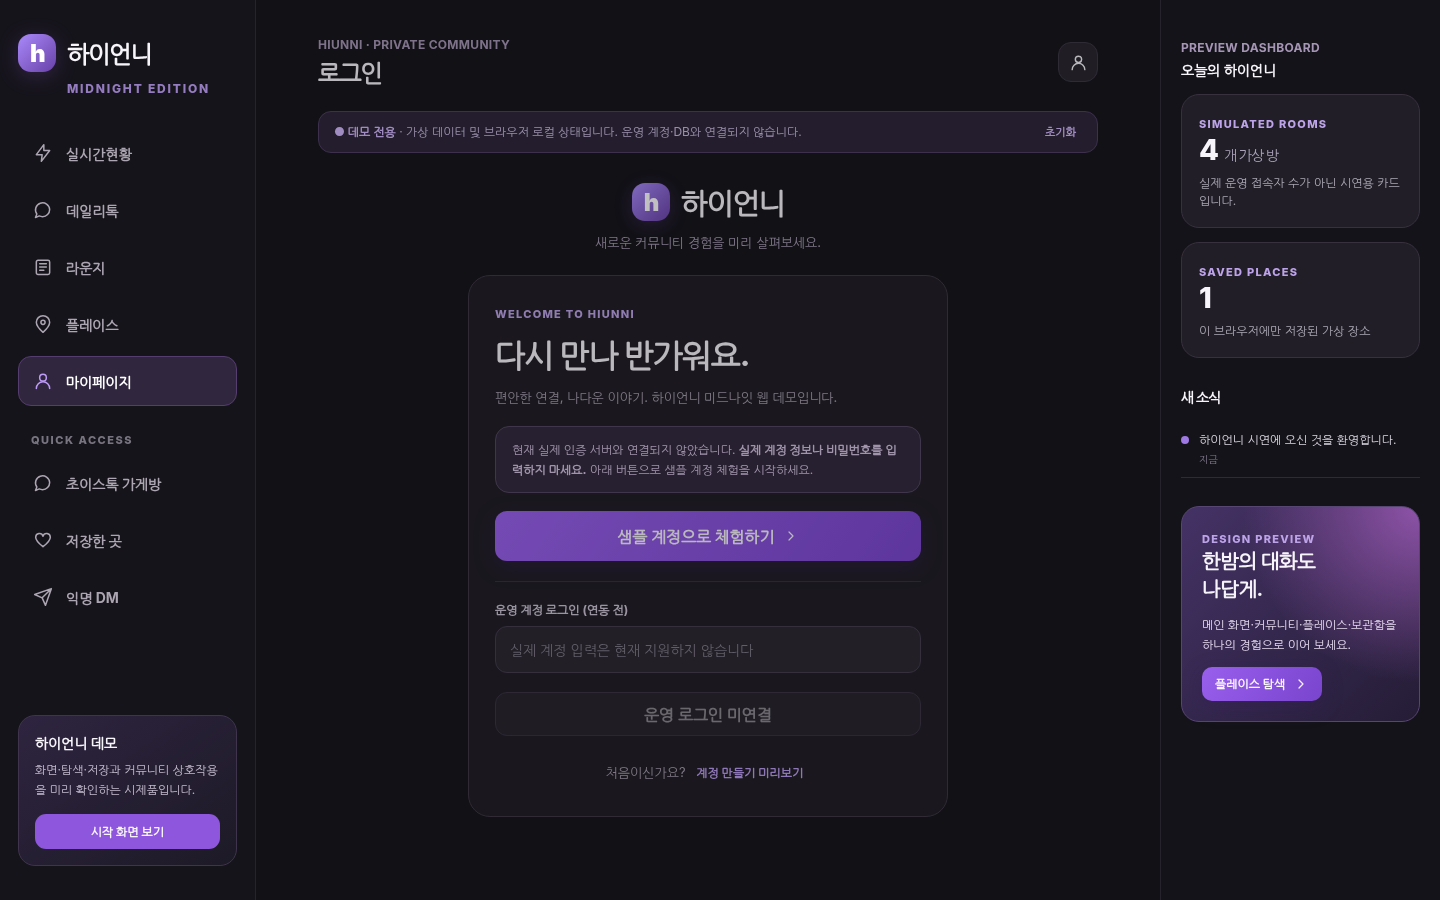 h 하이언니
MIDNIGHT EDITION
실시간현황
데일리톡
라운지
플레이스
마이페이지
QUICK ACCESS
초이스톡 가게방
저장한 곳
익명 DM
하이언니 데모
화면·탐색·저장과 커뮤니티 상호작용
을 미리 확인하는 시제품입니다.
시작 화면 보기
HIUNNI · PRIVATE COMMUNITY
로그인
데모 전용 · 가상 데이터 및 브라우저 로컬 상태입니다. 운영 계정·DB와 연결되지 않습니다.
초기화
h 하이언니
새로운 커뮤니티 경험을 미리 살펴보세요.
WELCOME TO HIUNNI
다시 만나 반가워요.
편안한 연결, 나다운 이야기. 하이언니 미드나잇 웹 데모입니다.
현재 실제 인증 서버와 연결되지 않았습니다. 실제 계정 정보나 비밀번호를 입
력하지 마세요. 아래 버튼으로 샘플 계정 체험을 시작하세요.
샘플 계정으로 체험하기
운영 계정 로그인 (연동 전)
실제 계정 입력은 현재 지원하지 않습니다
운영 로그인 미연결
처음이신가요? 계정 만들기 미리보기
PREVIEW DASHBOARD
오늘의 하이언니
SIMULATED ROOMS
4 개 가상 방
실제 운영 접속자 수가 아닌 시연용 카드
입니다.
SAVED PLACES
1
이 브라우저에만 저장된 가상 장소
새 소식
하이언니 시연에 오신 것을 환영합니다.
지금
DESIGN PREVIEW
한밤의 대화도
나답게.
메인 화면·커뮤니티·플레이스·보관함을
하나의 경험으로 이어 보세요.
플레이스 탐색